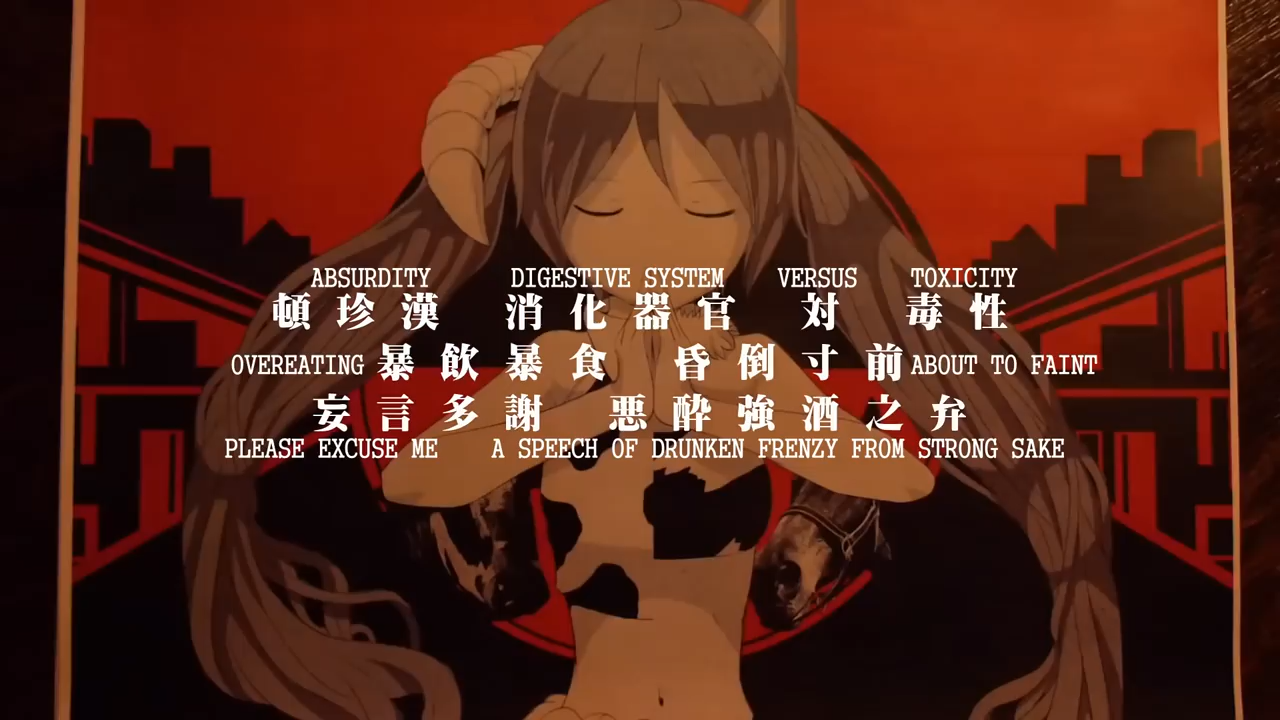 ABSURDITY DIGESTIVE SYSTEM VERSUS TOXICITY
頓珍漢 消化器官 対 毒性
OVEREATING 暴飲暴食 昏倒寸前 ABOUT TO FAINT
妄言多謝 悪酔強酒之弁
PLEASE EXCUSE ME A SPEECH OF DRUNKEN FRENZY FROM STRONG SAKE